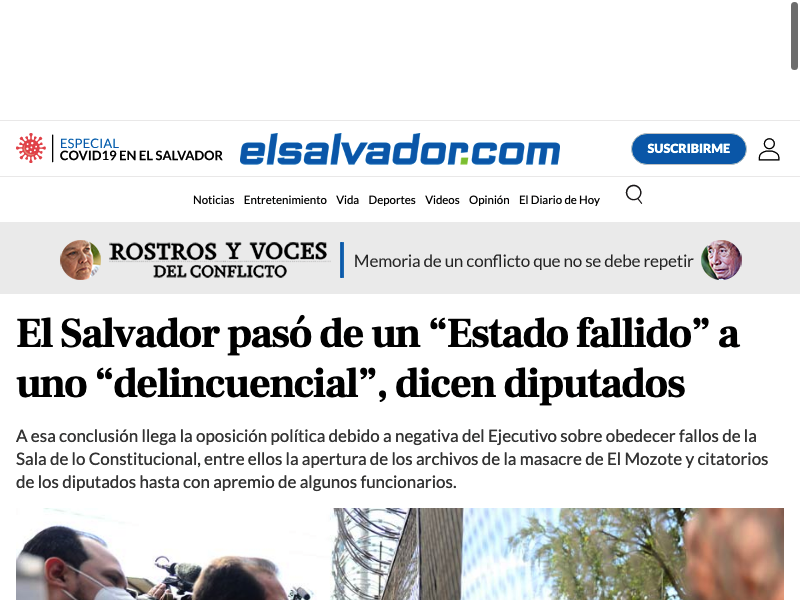 ESPECIAL
COVID19 EN EL SALVADOR
elsalvador.com
SUSCRIBIRME
Noticias Entretenimiento Vida Deportes Videos Opinión El Diario de Hoy
ROSTROS Y VOCES
DEL CONFLICTO
Memoria de un conflicto que no se debe repetir
El Salvador pasó de un “Estado fallido” a
uno “delincuencial”, dicen diputados
A esa conclusión llega la oposición política debido a negativa del Ejecutivo sobre obedecer fallos de la
Sala de lo Constitucional, entre ellos la apertura de los archivos de la masacre de El Mozote y citatorios
de los diputados hasta con apremio de algunos funcionarios.